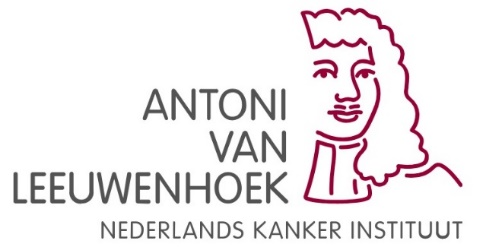 ANTONI
VAN
LEEUWENHOEK
NEDERLANDS KANKER INSTITUUT